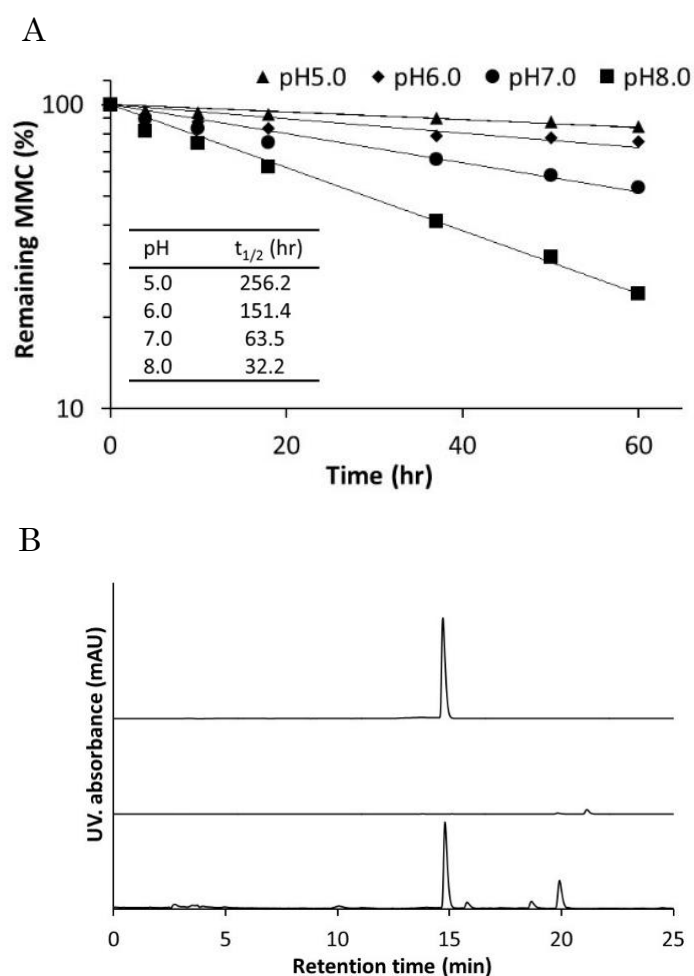 A
▲ pH5.0 ◆ pH6.0 ● pH7.0 ■ pH8.0
100
Remaining MMC (%)
pH t1/2 (hr)
5.0 256.2
6.0 151.4
7.0 63.5
8.0 32.2
10
0 20 40 60
Time (hr)
B
UV. absorbance (mAU)
0 5 10 15 20 25
Retention time (min)